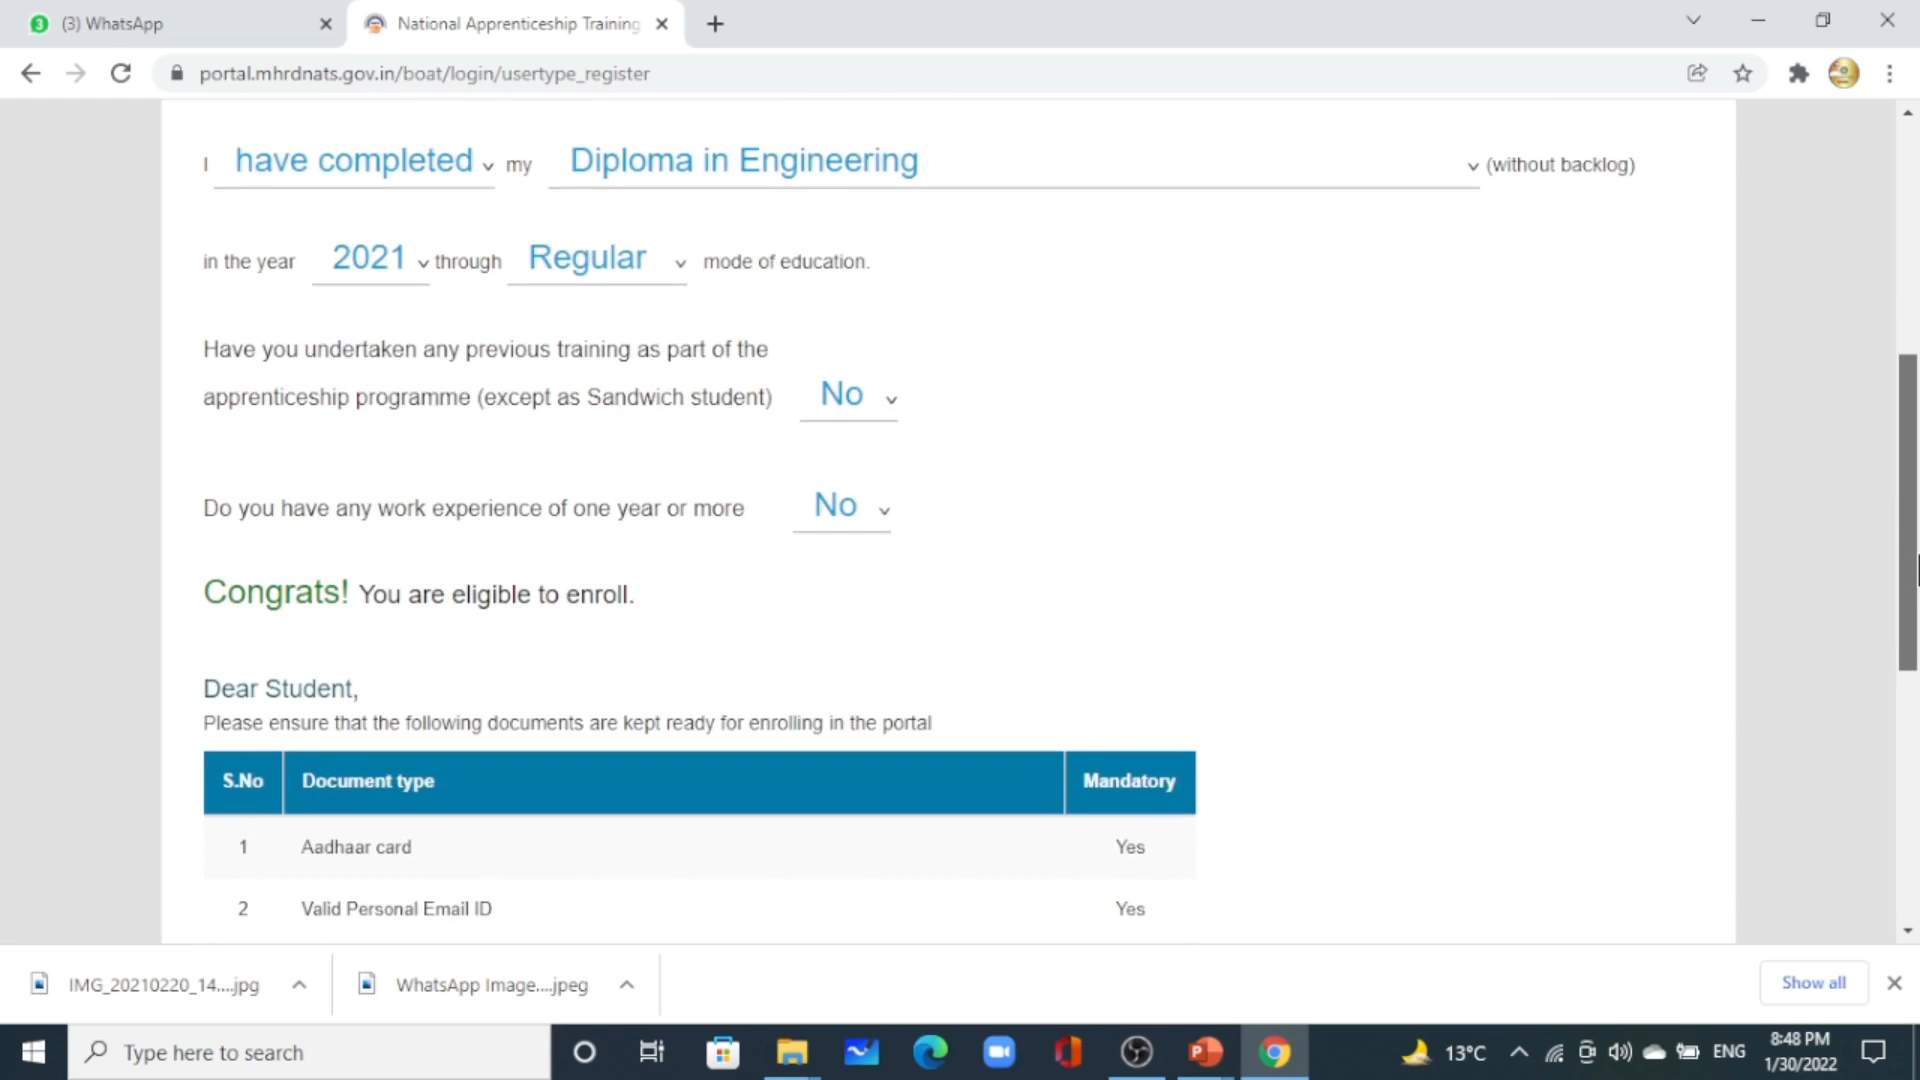 (3) WhatsApp
National Apprenticeship Training
portal.mhrdnats.gov.in/boat/login/usertype_register
I have completed my Diploma in Engineering (without backlog)
in the year 2021 through Regular mode of education.
Have you undertaken any previous training as part of the
apprenticeship programme (except as Sandwich student) No
Do you have any work experience of one year or more No
Congrats! You are eligible to enroll.
Dear Student,
Please ensure that the following documents are kept ready for enrolling in the portal
S.No Document type Mandatory
1 Aadhaar card Yes
2 Valid Personal Email ID Yes
IMG_20210220_14....jpg
WhatsApp Image....jpeg
Show all
Type here to search
13°C
ENG
8:48 PM
1/30/2022